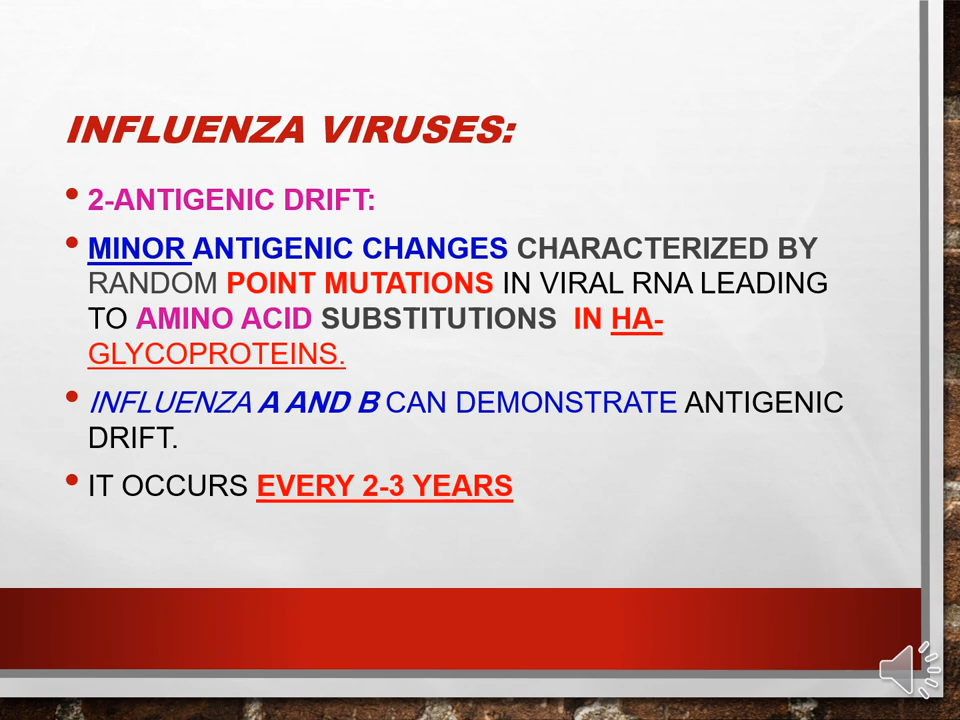 INFLUENZA VIRUSES:
• 2-ANTIGENIC DRIFT:
• MINOR ANTIGENIC CHANGES CHARACTERIZED BY
RANDOM POINT MUTATIONS IN VIRAL RNA LEADING
TO AMINO ACID SUBSTITUTIONS IN HA-
GLYCOPROTEINS.
• INFLUENZA A AND B CAN DEMONSTRATE ANTIGENIC
DRIFT.
• IT OCCURS EVERY 2-3 YEARS